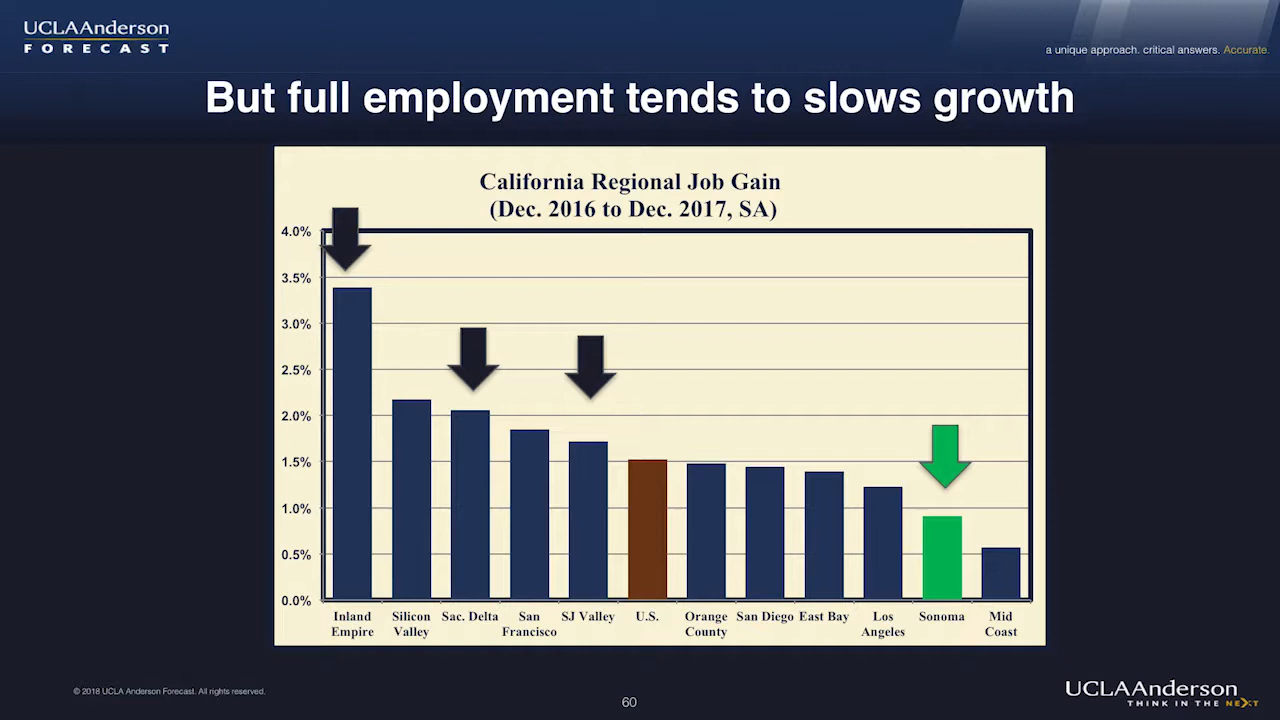 UCLAAnderson
FORECAST
a unique approach. critical answers. Accurate.
But full employment tends to slows growth
California Regional Job Gain
(Dec. 2016 to Dec. 2017, SA)
4.0%
3.5%
3.0%
2.5%
2.0%
1.5%
1.0%
0.5%
0.0%
Inland Empire
Silicon Valley
Sac. Delta
San Francisco
SJ Valley
U.S.
Orange County
San Diego
East Bay
Los Angeles
Sonoma
Mid Coast
© 2018 UCLA Anderson Forecast. All rights reserved.
60
UCLAAnderson
THINK IN THE NEXT